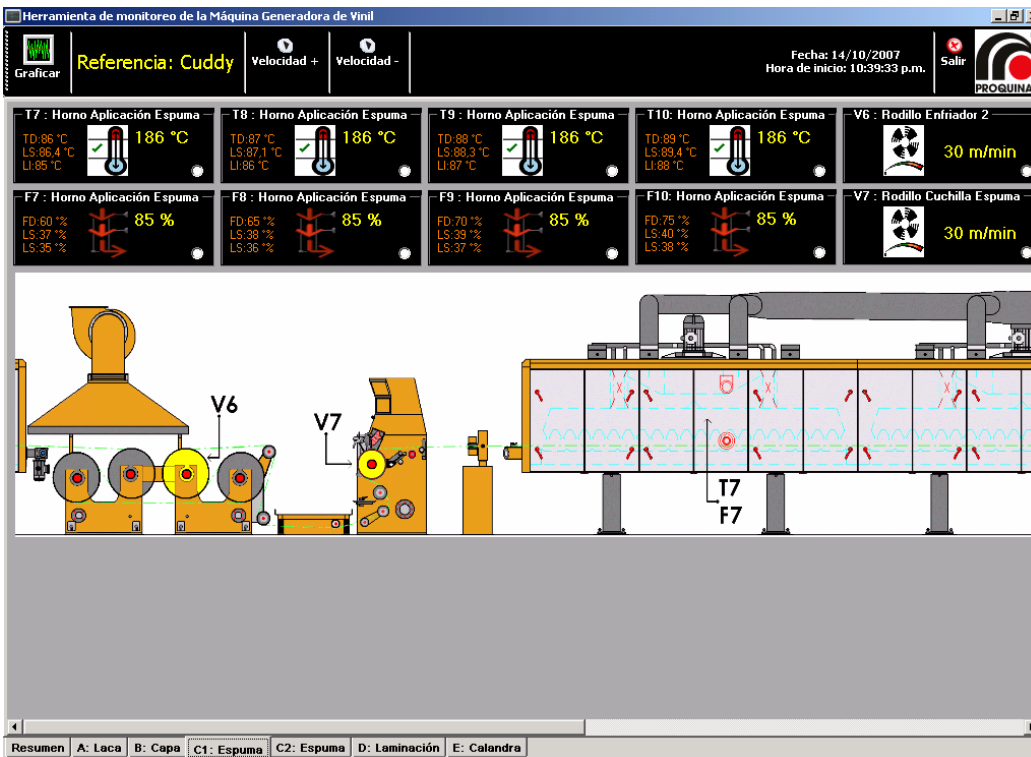 Herramienta de monitoreo de la Máquina Generadora de Vinil
Graficar
Referencia: Cuddy
Velocidad +
Velocidad -
Fecha: 14/10/2007
Hora de inicio: 10:39:33 p.m.
Salir
PROQUINA
T7 : Horno Aplicación Espuma
TD:86 °C
LS:86,4 °C
LI:85 °C
186 °C
T8 : Horno Aplicación Espuma
TD:87 °C
LS:87,1 °C
LI:86 °C
186 °C
T9 : Horno Aplicación Espuma
TD:88 °C
LS:88,3 °C
LI:87 °C
186 °C
T10: Horno Aplicación Espuma
TD:89 °C
LS:89,4 °C
LI:88 °C
186 °C
V6 : Rodillo Enfriador 2
30 m/min
F7 : Horno Aplicación Espuma
FD:60 °%
LS:37 °%
LS:35 °%
85 %
F8 : Horno Aplicación Espuma
FD:65 °%
LS:38 °%
LS:36 °%
85 %
F9 : Horno Aplicación Espuma
FD:70 °%
LS:39 °%
LS:37 °%
85 %
F10: Horno Aplicación Espuma
FD:75 °%
LS:40 °%
LS:38 °%
85 %
V7 : Rodillo Cuchilla Espuma
30 m/min
V6
V7
T7
F7
Resumen
A: Laca
B: Capa
C1: Espuma
C2: Espuma
D: Laminación
E: Calandra